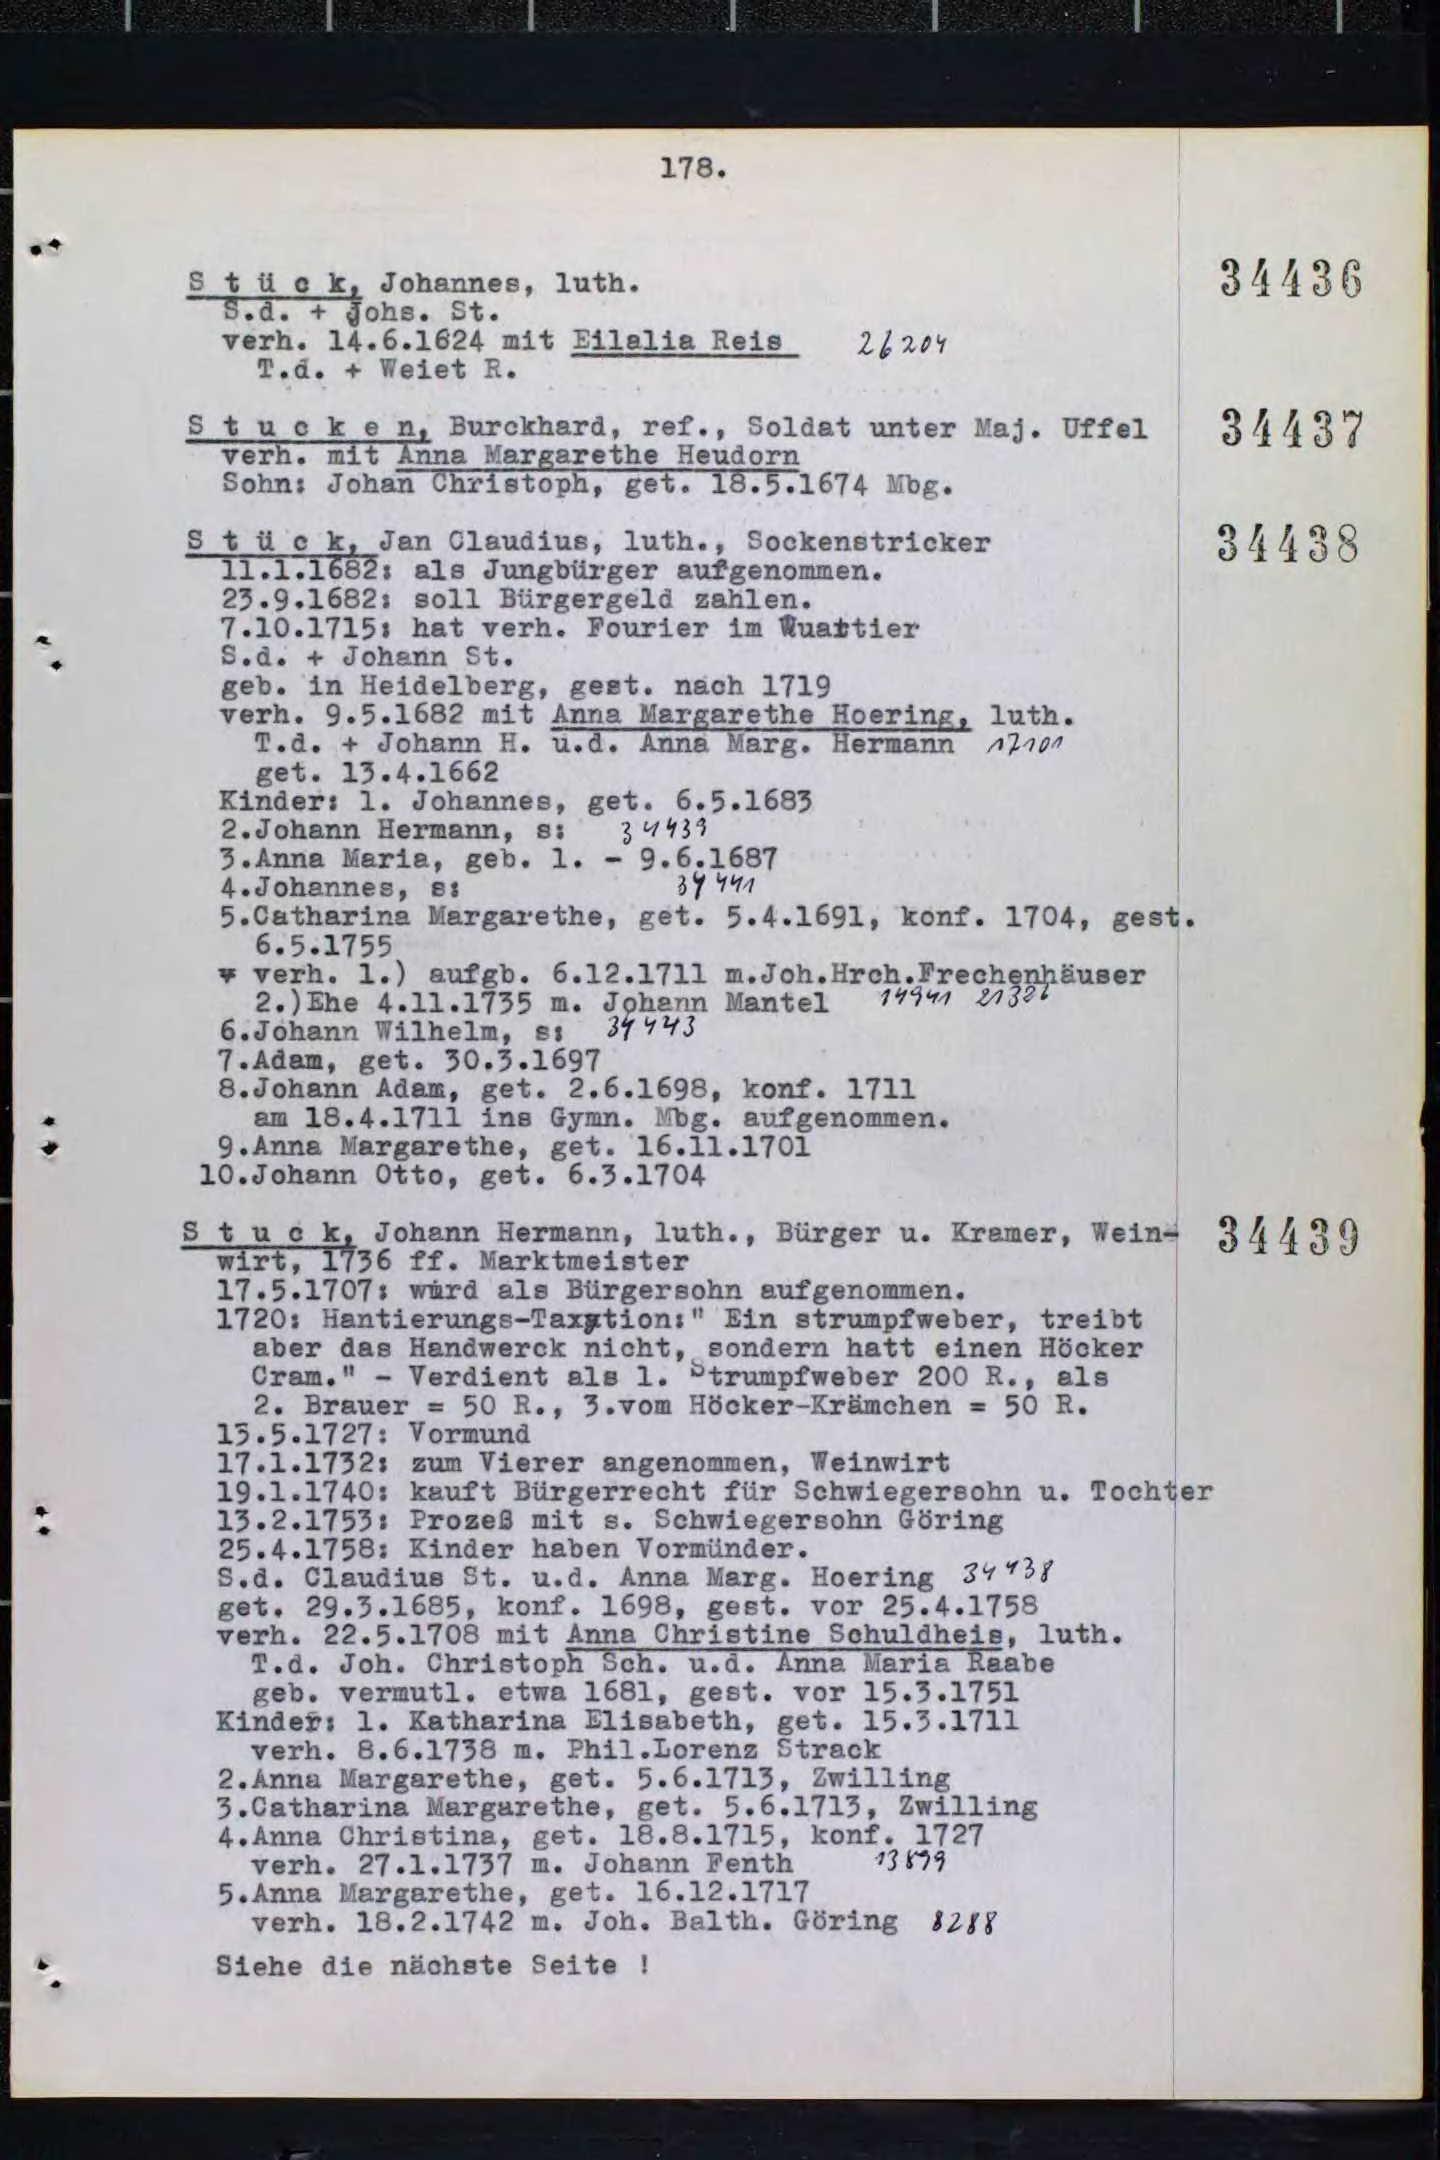 178.
S t ü c k, Johannes, luth. 34436
S.d. + Johs. St.
verh. 14.6.1624 mit Eilalia Reis 26204
T.d. + Weiet R.
S t u c k e n, Burckhard, ref., Soldat unter Maj. Uffel 34437
verh. mit Anna Margarethe Heudorn
Sohn: Johan Christoph, get. 18.5.1674 Mbg.
S t ü c k, Jan Claudius, luth., Sockenstricker 34438
11.1.1682: als Jungbürger aufgenommen.
23.9.1682: soll Bürgergeld zahlen.
7.10.1715: hat verh. Fourier im Quattier
S.d. + Johann St.
geb. in Heidelberg, gest. nach 1719
verh. 9.5.1682 mit Anna Margarethe Hoering, luth.
T.d. + Johann H. u.d. Anna Marg. Hermann 17101
get. 13.4.1662
Kinder: 1. Johannes, get. 6.5.1683
2.Johann Hermann, s: 34439
3.Anna Maria, geb. 1. - 9.6.1687
4.Johannes, s: 34441
5.Catharina Margarethe, get. 5.4.1691, konf. 1704, gest.
6.5.1755
verh. 1.) aufgb. 6.12.1711 m.Joh.Hrch.Frechenhäuser
2.)Ehe 4.11.1735 m. Johann Mantel 14941
6.Johann Wilhelm, s: 34443
7.Adam, get. 30.3.1697
8.Johann Adam, get. 2.6.1698, konf. 1711
am 18.4.1711 ins Gymn. Mbg. aufgenommen.
9.Anna Margarethe, get. 16.11.1701
10.Johann Otto, get. 6.3.1704
S t u c k, Johann Hermann, luth., Bürger u. Kramer, Wein- 34439
wirt, 1736 ff. Marktmeister
17.5.1707: wird als Bürgersohn aufgenommen.
1720: Hantierungs-Taxation:" Ein strumpfweber, treibt
aber das Handwerck nicht, sondern hatt einen Höcker
Cram." - Verdient als 1. Strumpfweber 200 R., als
2. Brauer = 50 R., 3.vom Höcker-Krämchen = 50 R.
13.5.1727: Vormund
17.1.1732: zum Vierer angenommen, Weinwirt
19.1.1740: kauft Bürgerrecht für Schwiegersohn u. Tochter
13.2.1753: Prozeß mit s. Schwiegersohn Göring
25.4.1758: Kinder haben Vormünder.
S.d. Claudius St. u.d. Anna Marg. Hoering 34438
get. 29.3.1685, konf. 1698, gest. vor 25.4.1758
verh. 22.5.1708 mit Anna Christine Schuldheis, luth.
T.d. Joh. Christoph Sch. u.d. Anna Maria Raabe
geb. vermutl. etwa 1681, gest. vor 15.3.1751
Kinder: 1. Katharina Elisabeth, get. 15.3.1711
verh. 8.6.1738 m. Phil.Lorenz Strack
2.Anna Margarethe, get. 5.6.1713, Zwilling
3.Catharina Margarethe, get. 5.6.1713, Zwilling
4.Anna Christina, get. 18.8.1715, konf. 1727
verh. 27.1.1737 m. Johann Fenth 13899
5.Anna Margarethe, get. 16.12.1717
verh. 18.2.1742 m. Joh. Balth. Göring 8288
Siehe die nächste Seite !